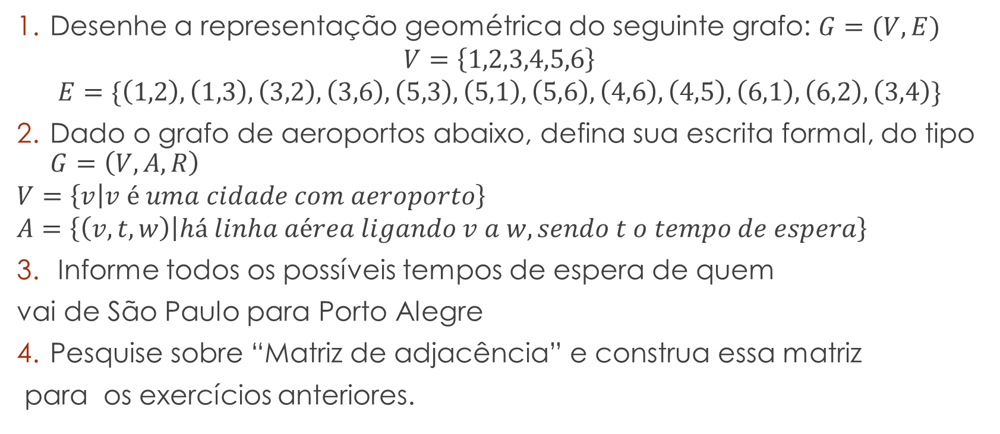 1. Desenhe a representação geométrica do seguinte grafo: G = (V, E)
V = {1,2,3,4,5,6}
E = {(1,2), (1,3), (3,2), (3,6), (5,3), (5,1), (5,6), (4,6), (4,5), (6,1), (6,2), (3,4)}
2. Dado o grafo de aeroportos abaixo, defina sua escrita formal, do tipo
G = (V, A, R)
V = {v|v é uma cidade com aeroporto}
A = {(v, t, w)|há linha aérea ligando v a w, sendo t o tempo de espera}
3. Informe todos os possíveis tempos de espera de quem
vai de São Paulo para Porto Alegre
4. Pesquise sobre “Matriz de adjacência” e construa essa matriz
para os exercícios anteriores.